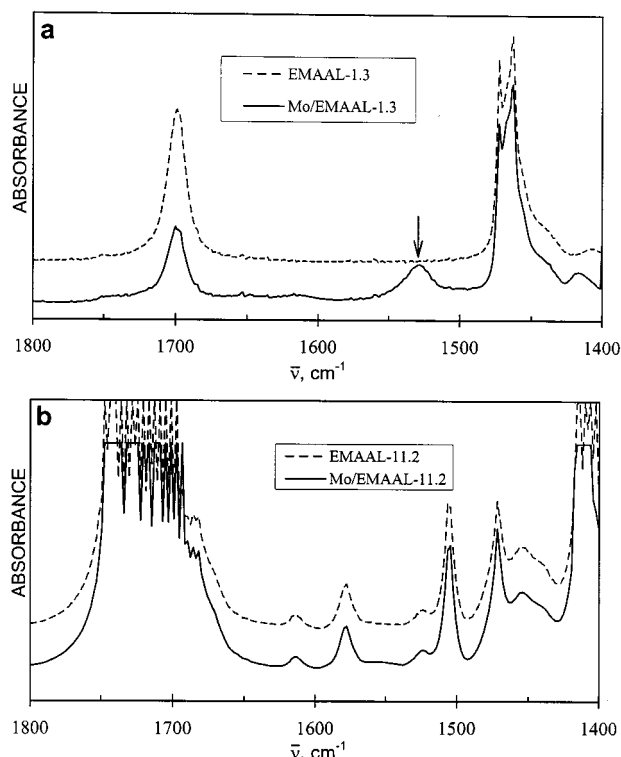 a
EMAAL-1.3
Mo/EMAAL-1.3
ABSORBANCE
1800 1700 1600 1500 1400
ν̅, cm-1
b
EMAAL-11.2
Mo/EMAAL-11.2
ABSORBANCE
1800 1700 1600 1500 1400
ν̅, cm-1